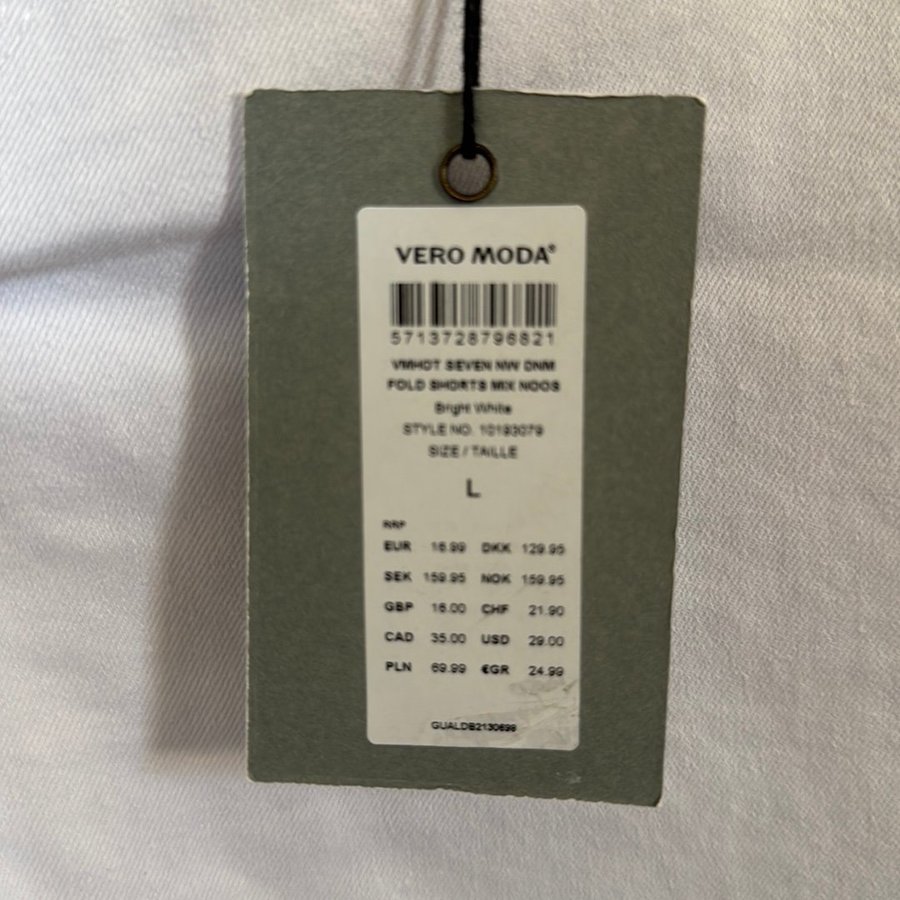 VERO MODA®
5713728796821
VMHOT SEVEN NW DNM
FOLD SHORTS MIX NOOS
Bright White
STYLE NO. 10193079
SIZE / TAILLE
L
RRP
EUR 16.99 DKK 129.95
SEK 159.95 NOK 159.95
GBP 16.00 CHF 21.90
CAD 35.00 USD 29.00
PLN 69.99 €GR 24.99
GUALDB2130698